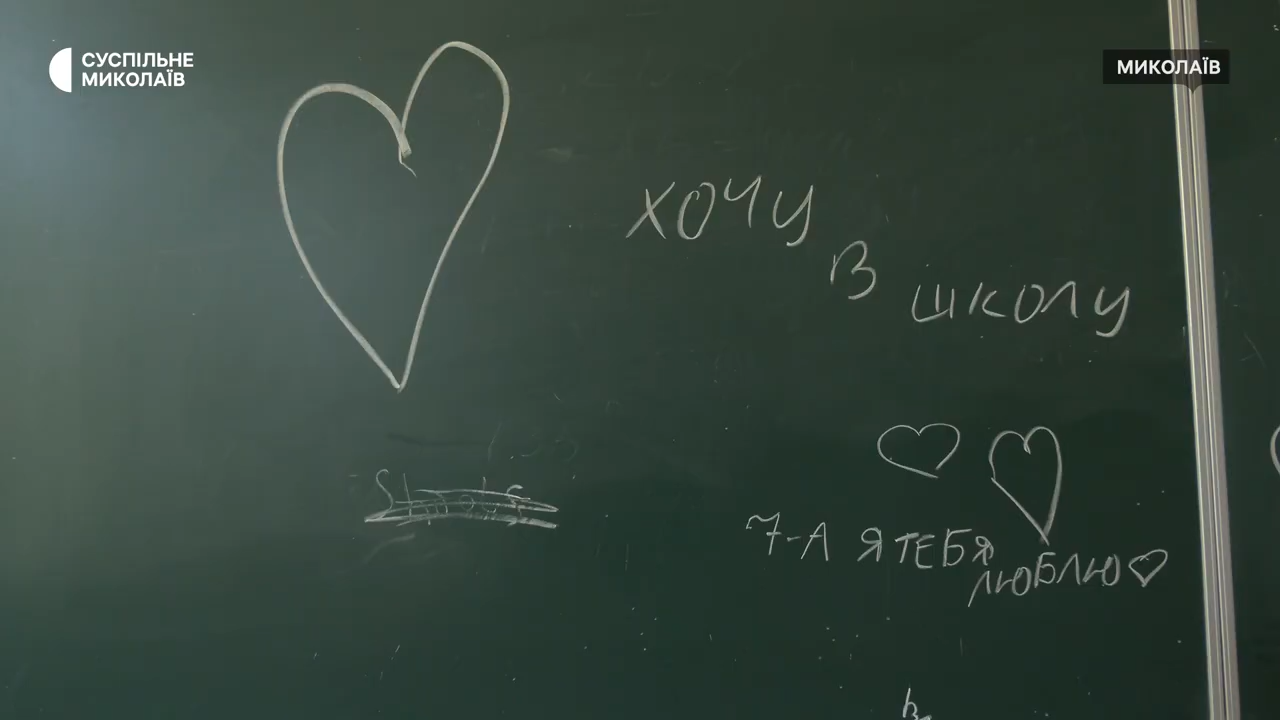 СУСПІЛЬНЕ
МИКОЛАЇВ
МИКОЛАЇВ
ХОЧУ
В
ШКОЛУ
7-А Я ТЕБЯ
ЛЮБЛЮ